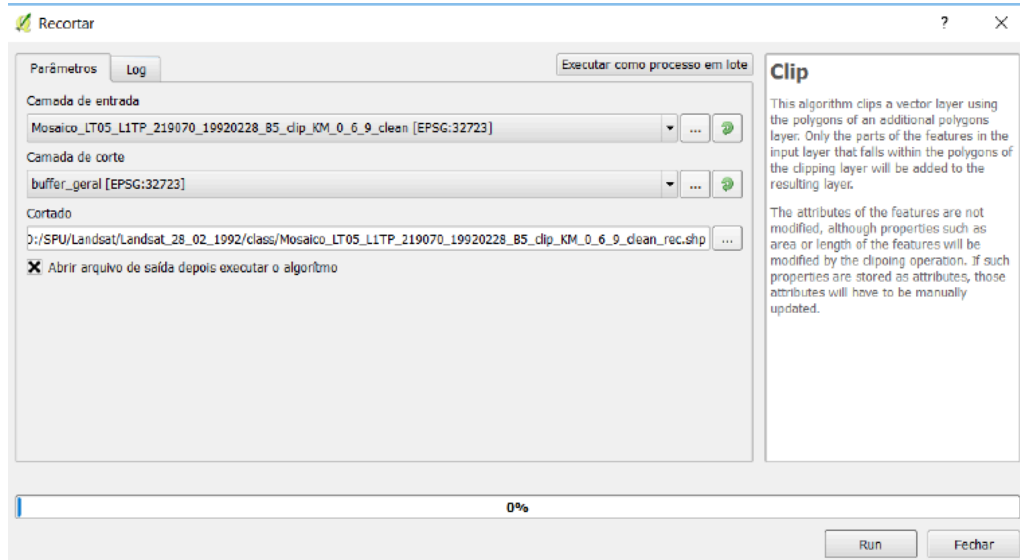 Recortar
?
Parâmetros
Log
Executar como processo em lote
Camada de entrada
Mosaico_LT05_L1TP_219070_19920228_B5_clip_KM_0_6_9_clean [EPSG:32723]
...
Camada de corte
buffer_geral [EPSG:32723]
...
Cortado
D:/SPU/Landsat/Landsat_28_02_1992/class/Mosaico_LT05_L1TP_219070_19920228_B5_clip_KM_0_6_9_clean_rec.shp
...
Abrir arquivo de saída depois executar o algorítmo
Clip
This algorithm clips a vector layer using
the polygons of an additional polygons
layer. Only the parts of the features in the
input layer that falls within the polygons of
the clipping layer will be added to the
resulting layer.
The attributes of the features are not
modified, although properties such as
area or length of the features will be
modified by the clipping operation. If such
properties are stored as attributes, those
attributes will have to be manually
updated.
0%
Run
Fechar